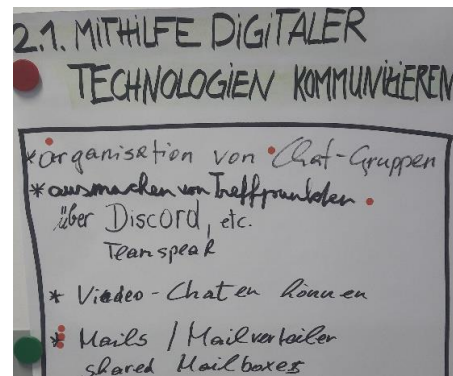 2.1. MITHILFE DIGITALER
TECHNOLOGIEN KOMMUNIZIEREN
* Organisation von Chat-Gruppen
* ausmachen von Treffpunkten
über Discord, etc.
Teamspeak
* Viedeo-Chaten können
* Mails / Mailverteiler
shared Mailboxes